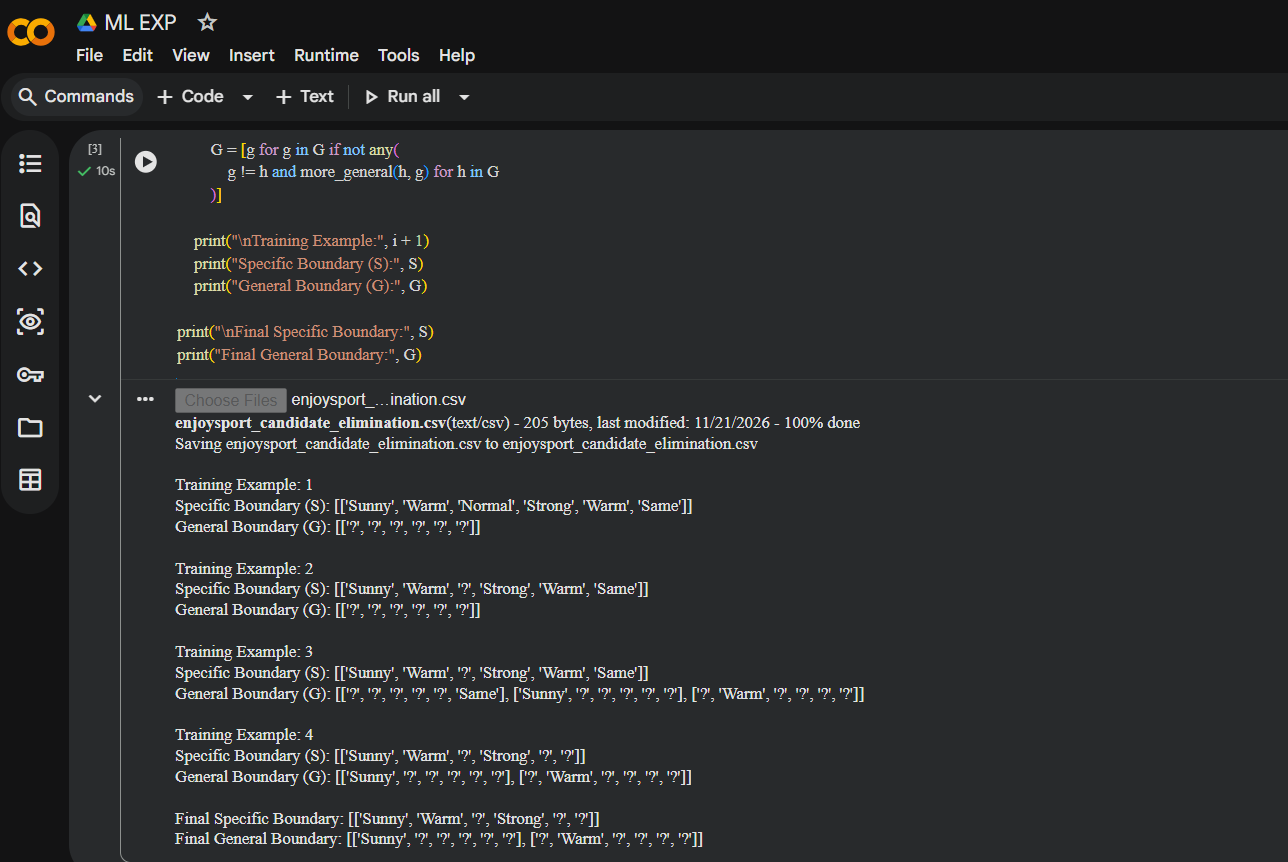 ML EXP
File Edit View Insert Runtime Tools Help
Commands + Code + Text Run all
[3]
10s
G = [g for g in G if not any(
g != h and more_general(h, g) for h in G
)]
print("\nTraining Example:", i + 1)
print("Specific Boundary (S):", S)
print("General Boundary (G):", G)
print("\nFinal Specific Boundary:", S)
print("Final General Boundary:", G)
Choose Files enjoysport_...ination.csv
enjoysport_candidate_elimination.csv(text/csv) - 205 bytes, last modified: 11/21/2026 - 100% done
Saving enjoysport_candidate_elimination.csv to enjoysport_candidate_elimination.csv
Training Example: 1
Specific Boundary (S): [['Sunny', 'Warm', 'Normal', 'Strong', 'Warm', 'Same']]
General Boundary (G): [['?', '?', '?', '?', '?', '?']]
Training Example: 2
Specific Boundary (S): [['Sunny', 'Warm', '?', 'Strong', 'Warm', 'Same']]
General Boundary (G): [['?', '?', '?', '?', '?', '?']]
Training Example: 3
Specific Boundary (S): [['Sunny', 'Warm', '?', 'Strong', 'Warm', 'Same']]
General Boundary (G): [['?', '?', '?', '?', '?', 'Same'], ['Sunny', '?', '?', '?', '?', '?'], ['?', 'Warm', '?', '?', '?', '?']]
Training Example: 4
Specific Boundary (S): [['Sunny', 'Warm', '?', 'Strong', '?', '?']]
General Boundary (G): [['Sunny', '?', '?', '?', '?', '?'], ['?', 'Warm', '?', '?', '?', '?']]
Final Specific Boundary: [['Sunny', 'Warm', '?', 'Strong', '?', '?']]
Final General Boundary: [['Sunny', '?', '?', '?', '?', '?'], ['?', 'Warm', '?', '?', '?', '?']]